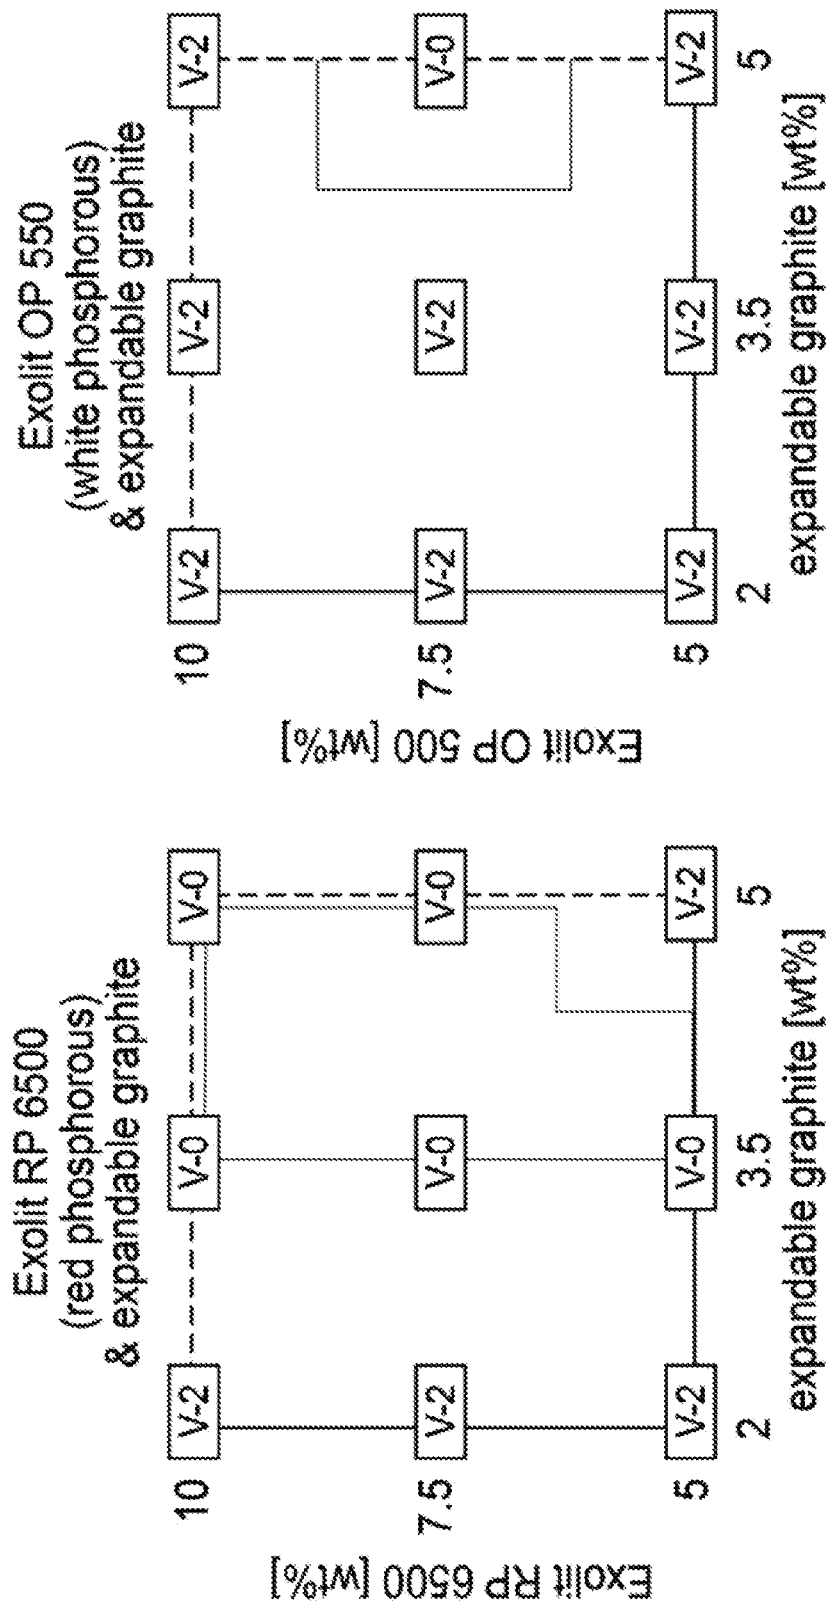 Exolit RP 6500
(red phosphorous)
& expandable graphite
Exolit RP 6500 [wt%]
10
V-2
V-0
V-0
7.5
V-2
V-0
V-0
5
V-2
V-0
V-2
2
3.5
5
expandable graphite [wt%]
Exolit OP 550
(white phosphorous)
& expandable graphite
Exolit OP 500 [wt%]
10
V-2
V-2
V-2
7.5
V-2
V-2
V-0
5
V-2
V-2
V-2
2
3.5
5
expandable graphite [wt%]